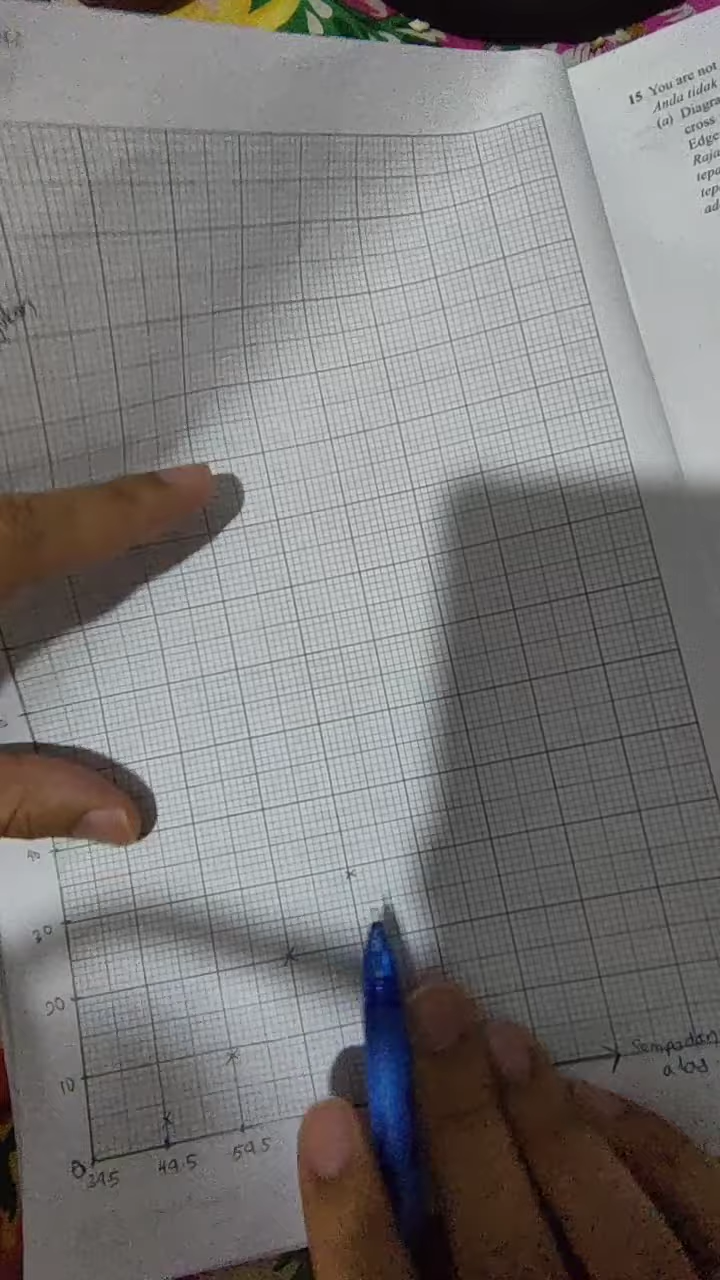 15 You are not
Anda tidak
(a) Diagra
cross
Edge
Raja
tepa
tep
ad
40
30
20
10
0
39.5
49.5
59.5
Sempadan
atas